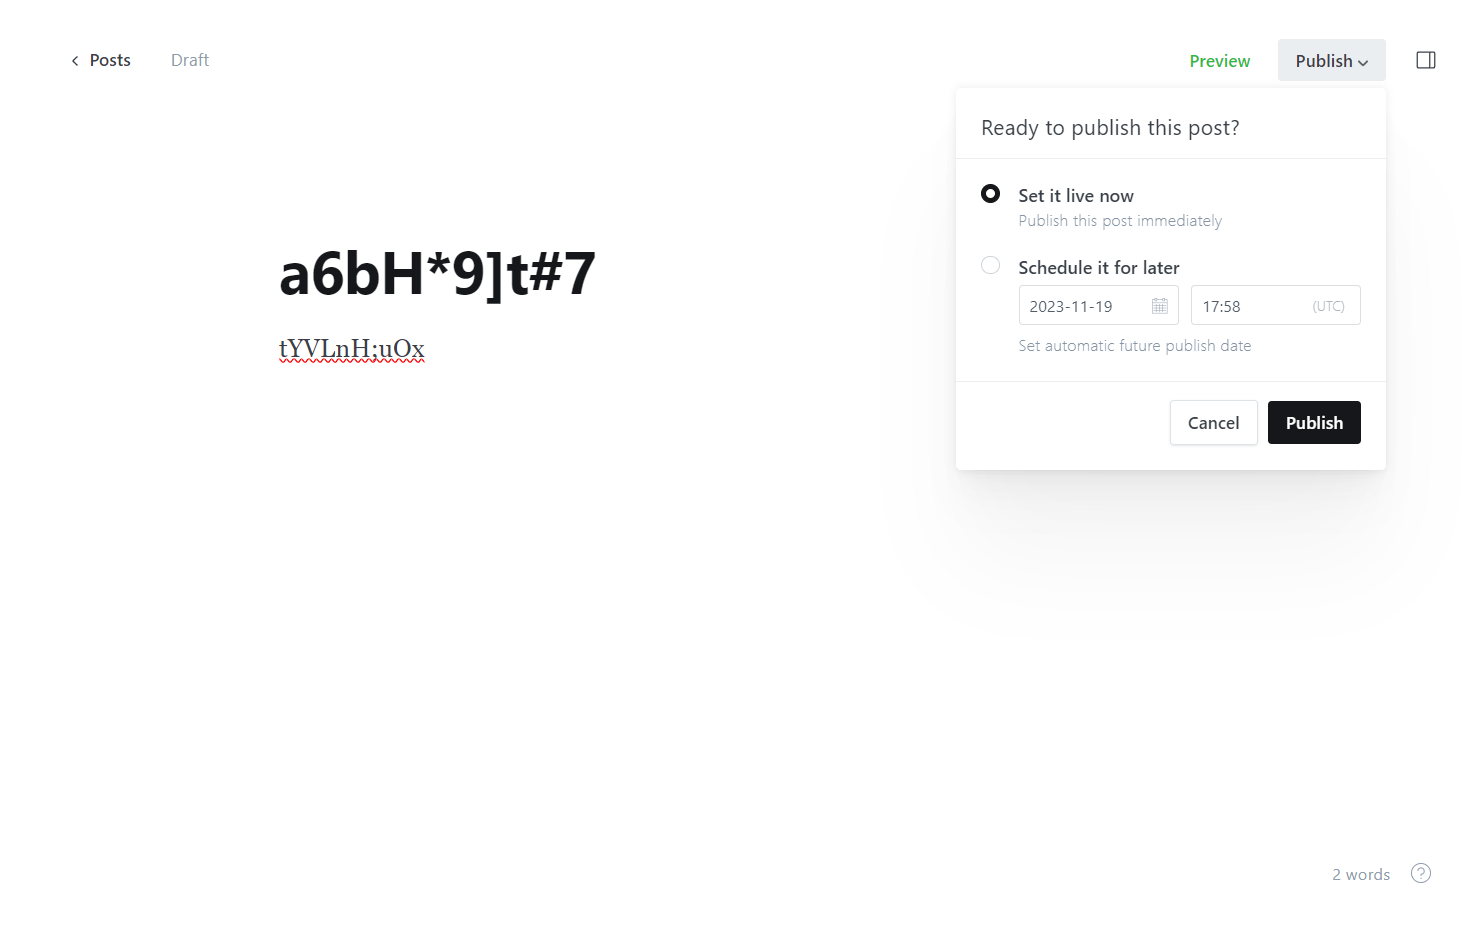 Posts
Draft
Preview
Publish
Ready to publish this post?
Set it live now
Publish this post immediately
Schedule it for later
2023-11-19
17:58
(UTC)
Set automatic future publish date
Cancel
Publish
a6bH*9]t#7
tYVLnH;uOx
2 words
?